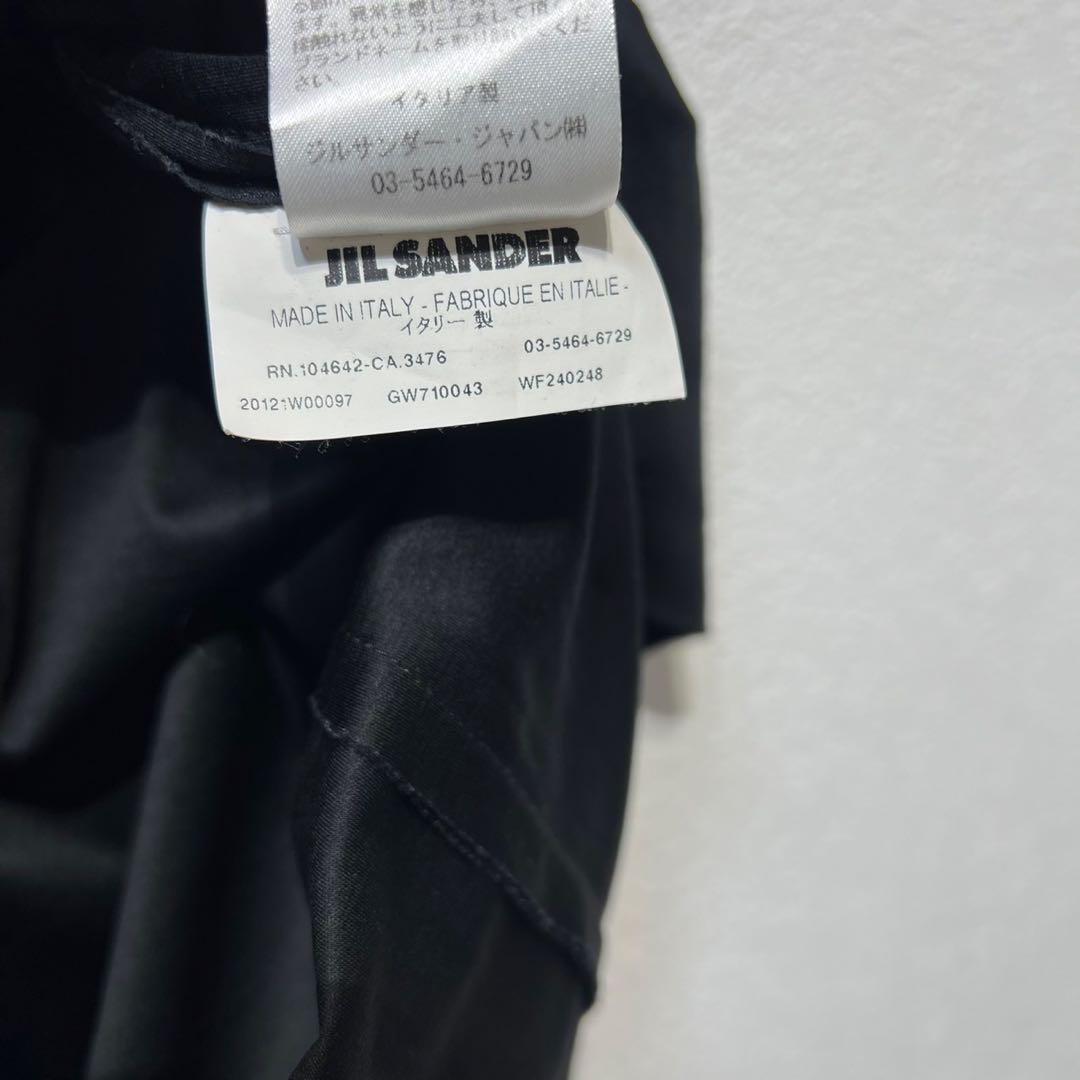 ます。異常を感じ
接触れないように工夫して頂
ブランドネームを くだ
さい。
イタリア製
ジルサンダー・ジャパン㈱
03-5464-6729
JIL SANDER
MADE IN ITALY - FABRIQUE EN ITALIE -
イタリー 製
RN.104642-CA.3476 03-5464-6729
20121W00097 GW710043 WF240248